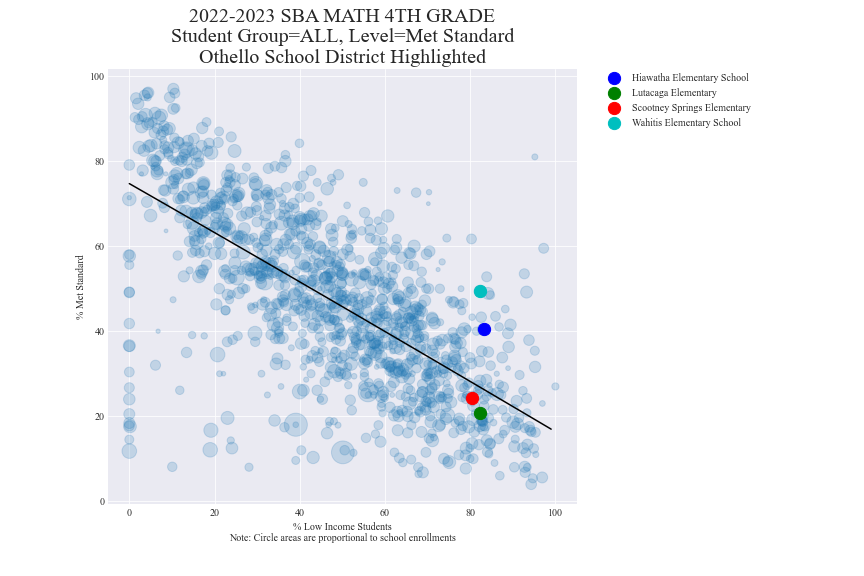 2022-2023 SBA MATH 4TH GRADE
Student Group=ALL, Level=Met Standard
Othello School District Highlighted
Hiawatha Elementary School
Lutacaga Elementary
Scootney Springs Elementary
Wahitis Elementary School
% Met Standard
100
80
60
40
20
0
0 20 40 60 80 100
% Low Income Students
Note: Circle areas are proportional to school enrollments